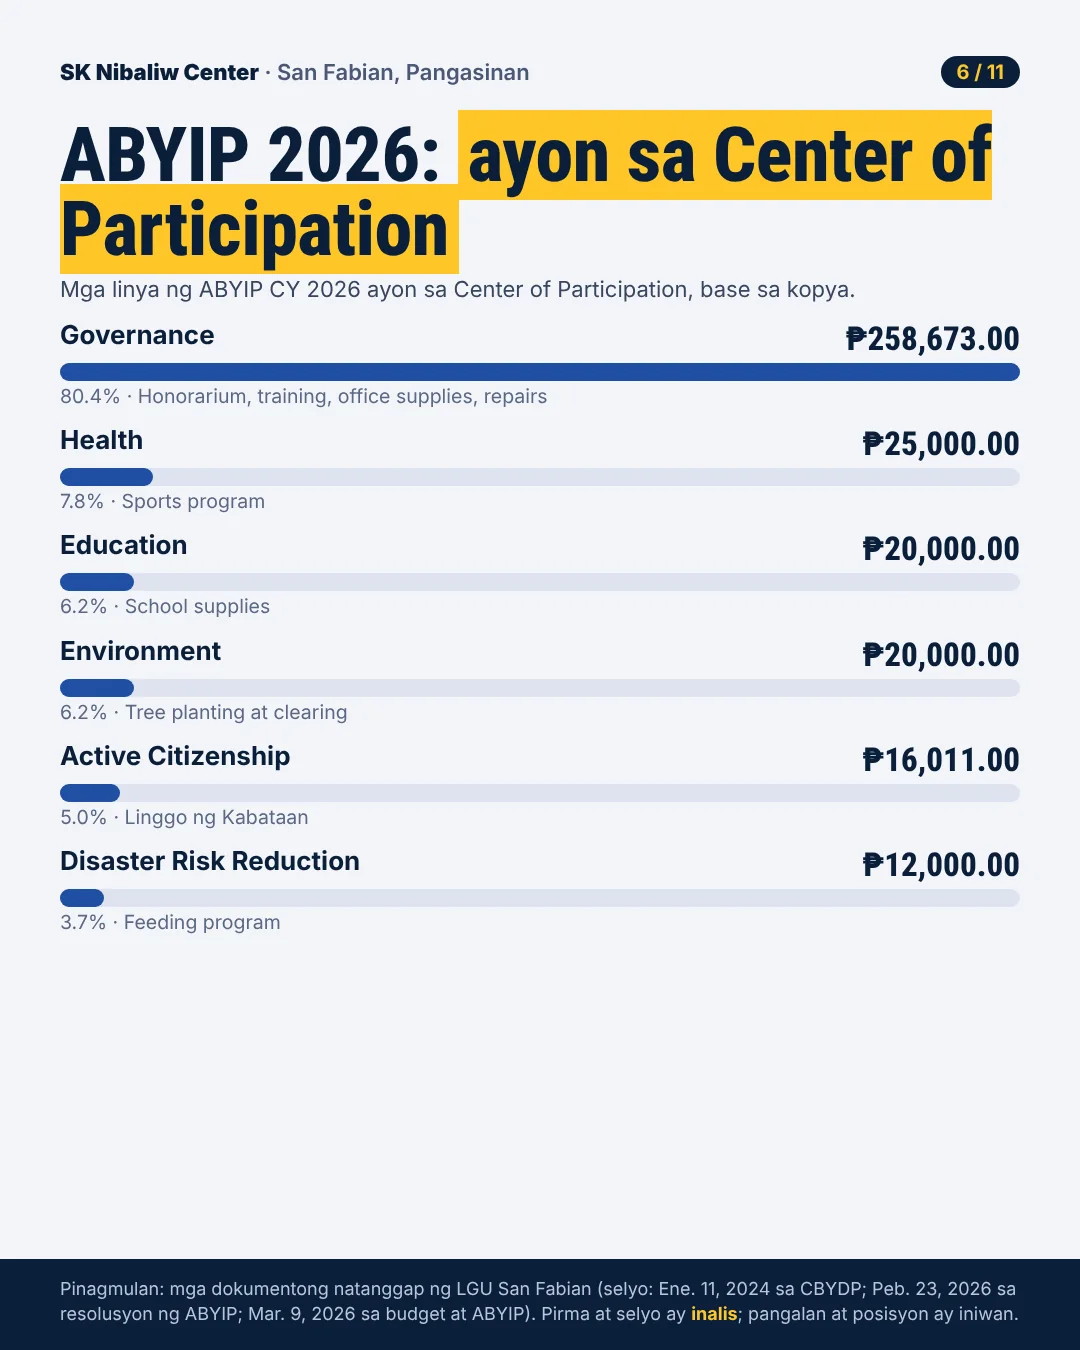 SK Nibaliw Center · San Fabian, Pangasinan
6 / 11
ABYIP 2026: ayon sa Center of
Participation
Mga linya ng ABYIP CY 2026 ayon sa Center of Participation, base sa kopya.
Governance
₱258,673.00
80.4% · Honorarium, training, office supplies, repairs
Health
₱25,000.00
7.8% · Sports program
Education
₱20,000.00
6.2% · School supplies
Environment
₱20,000.00
6.2% · Tree planting at clearing
Active Citizenship
₱16,011.00
5.0% · Linggo ng Kabataan
Disaster Risk Reduction
₱12,000.00
3.7% · Feeding program
Pinagmulan: mga dokumentong natanggap ng LGU San Fabian (selyo: Ene. 11, 2024 sa CBYDP; Peb. 23, 2026 sa
resolusyon ng ABYIP; Mar. 9, 2026 sa budget at ABYIP). Pirma at selyo ay inalis; pangalan at posisyon ay iniwan.